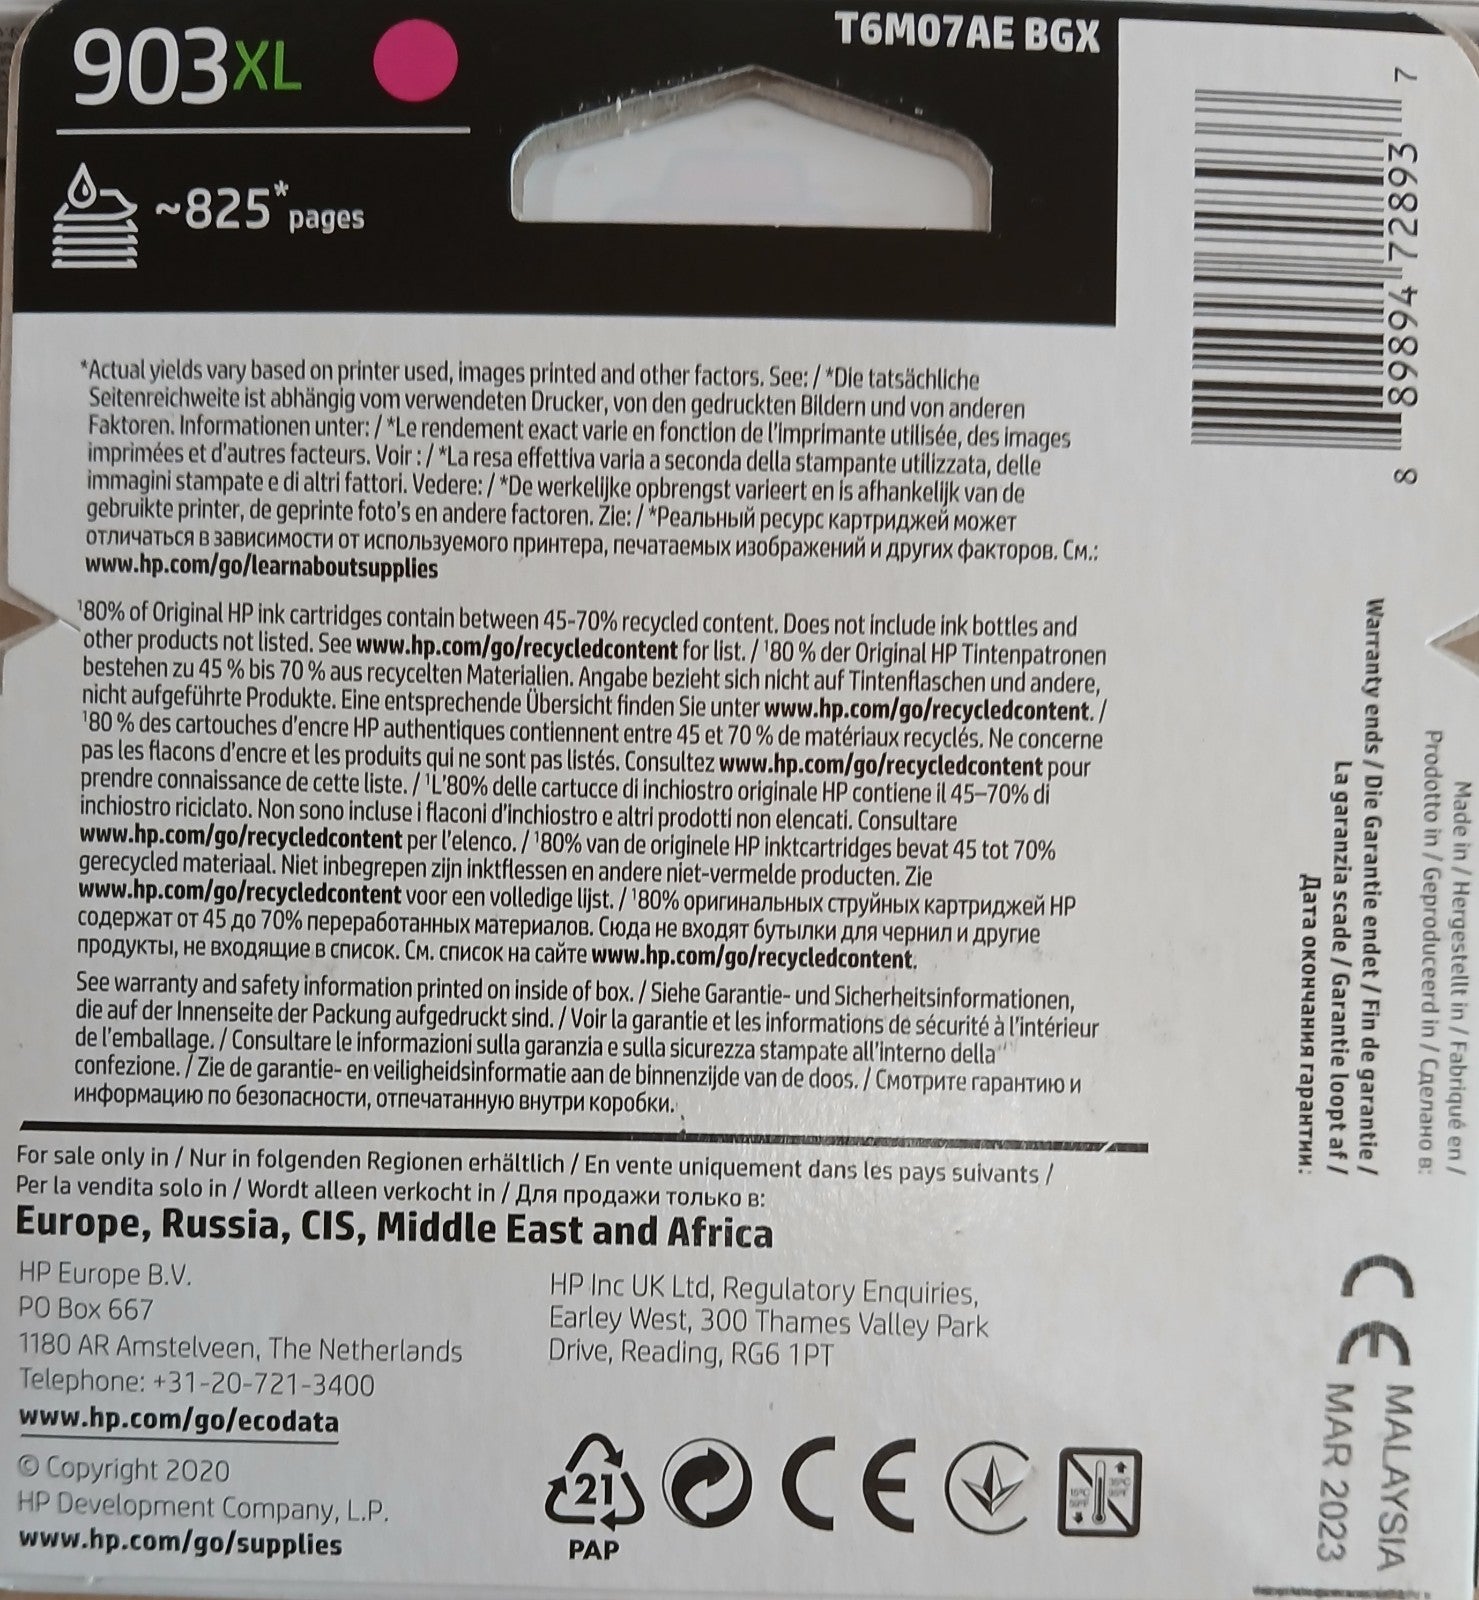 903XL
T6M07AE BGX
~825* pages
*Actual yields vary based on printer used, images printed and other factors. See: / *Die tatsächliche
Seitenreichweite ist abhängig vom verwendeten Drucker, von den gedruckten Bildern und von anderen
Faktoren. Informationen unter: / *Le rendement exact varie en fonction de l'imprimante utilisée, des images
imprimées et d'autres facteurs. Voir : / *La resa effettiva varia a seconda della stampante utilizzata, delle
immagini stampate e di altri fattori. Vedere: / *De werkelijke opbrengst varieert en is afhankelijk van de
gebruikte printer, de geprinte foto's en andere factoren. Zie: / *Реальный ресурс картриджей может
отличаться в зависимости от используемого принтера, печатаемых изображений и других факторов. См.:
www.hp.com/go/learnaboutsupplies
¹80% of Original HP ink cartridges contain between 45-70% recycled content. Does not include ink bottles and
other products not listed. See www.hp.com/go/recycledcontent for list. / ¹80 % der Original HP Tintenpatronen
bestehen zu 45 % bis 70 % aus recycelten Materialien. Angabe bezieht sich nicht auf Tintenflaschen und andere,
nicht aufgeführte Produkte. Eine entsprechende Übersicht finden Sie unter www.hp.com/go/recycledcontent. /
¹80 % des cartouches d'encre HP authentiques contiennent entre 45 et 70 % de matériaux recyclés. Ne concerne
pas les flacons d'encre et les produits qui ne sont pas listés. Consultez www.hp.com/go/recycledcontent pour
prendre connaissance de cette liste. / ¹L'80% delle cartucce di inchiostro originale HP contiene il 45–70% di
inchiostro riciclato. Non sono incluse i flaconi d'inchiostro e altri prodotti non elencati. Consultare
www.hp.com/go/recycledcontent per l'elenco. / ¹80% van de originele HP inktcartridges bevat 45 tot 70%
gerecycled materiaal. Niet inbegrepen zijn inktflessen en andere niet-vermelde producten. Zie
www.hp.com/go/recycledcontent voor een volledige lijst. / ¹80% оригинальных струйных картриджей HP
содержат от 45 до 70% переработанных материалов. Сюда не входят бутылки для чернил и другие
продукты, не входящие в список. См. список на сайте www.hp.com/go/recycledcontent.
See warranty and safety information printed on inside of box. / Siehe Garantie- und Sicherheitsinformationen,
die auf der Innenseite der Packung aufgedruckt sind. / Voir la garantie et les informations de sécurité à l'intérieur
de l'emballage. / Consultare le informazioni sulla garanzia e sulla sicurezza stampate all'interno della
confezione. / Zie de garantie- en veiligheidsinformatie aan de binnenzijde van de doos. / Смотрите гарантию и
информацию по безопасности, отпечатанную внутри коробки.
For sale only in / Nur in folgenden Regionen erhältlich / En vente uniquement dans les pays suivants /
Per la vendita solo in / Wordt alleen verkocht in / Для продажи только в:
Europe, Russia, CIS, Middle East and Africa
HP Europe B.V.
PO Box 667
1180 AR Amstelveen, The Netherlands
Telephone: +31-20-721-3400
www.hp.com/go/ecodata
© Copyright 2020
HP Development Company, L.P.
www.hp.com/go/supplies
HP Inc UK Ltd, Regulatory Enquiries,
Earley West, 300 Thames Valley Park
Drive, Reading, RG6 1PT
21
PAP
CE
7 72893 46898 8
Made in / Hergestellt in / Fabriqué en /
Prodotto in / Geproduceerd in / Сделано в:
Warranty ends / Die Garantie endet / Fin de garantie /
La garanzia scade / Garantie loopt af /
Дата окончания гарантии:
CE
MALAYSIA
MAR 2023